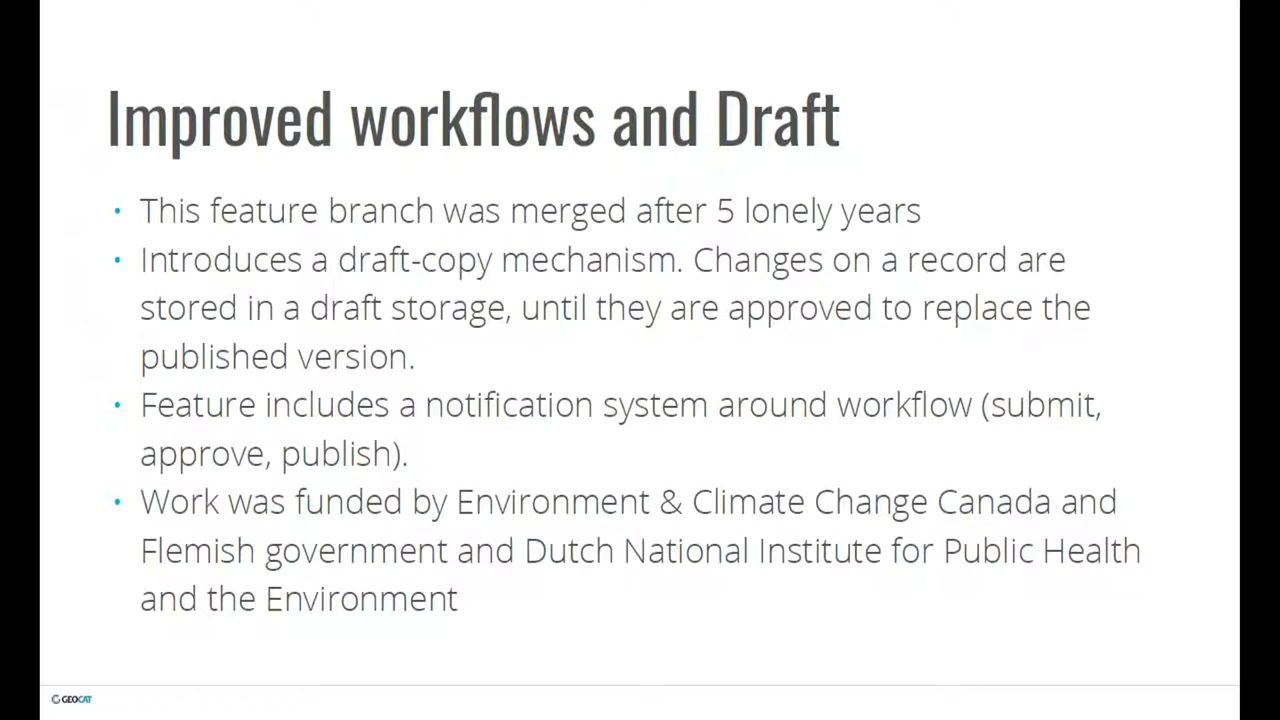 Improved workflows and Draft
• This feature branch was merged after 5 lonely years
• Introduces a draft-copy mechanism. Changes on a record are
stored in a draft storage, until they are approved to replace the
published version.
• Feature includes a notification system around workflow (submit,
approve, publish).
• Work was funded by Environment & Climate Change Canada and
Flemish government and Dutch National Institute for Public Health
and the Environment
GEOCAT